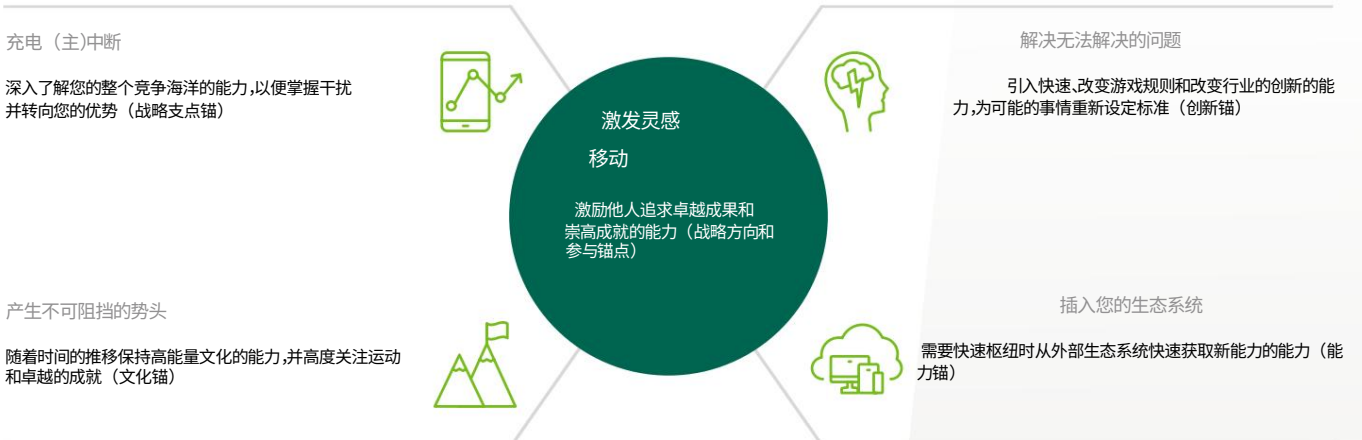 充电（主)中断
深入了解您的整个竞争海洋的能力,以便掌握干扰
并转向您的优势（战略支点锚）
激发灵感
移动
激励他人追求卓越成果和
崇高成就的能力（战略方向和
参与锚点）
解决无法解决的问题
引入快速、改变游戏规则和改变行业的创新的能
力,为可能的事情重新设定标准（创新锚）
产生不可阻挡的势头
随着时间的推移保持高能量文化的能力,并高度关注运动
和卓越的成就（文化锚）
插入您的生态系统
需要快速枢纽时从外部生态系统快速获取新能力的能力（能
力锚）